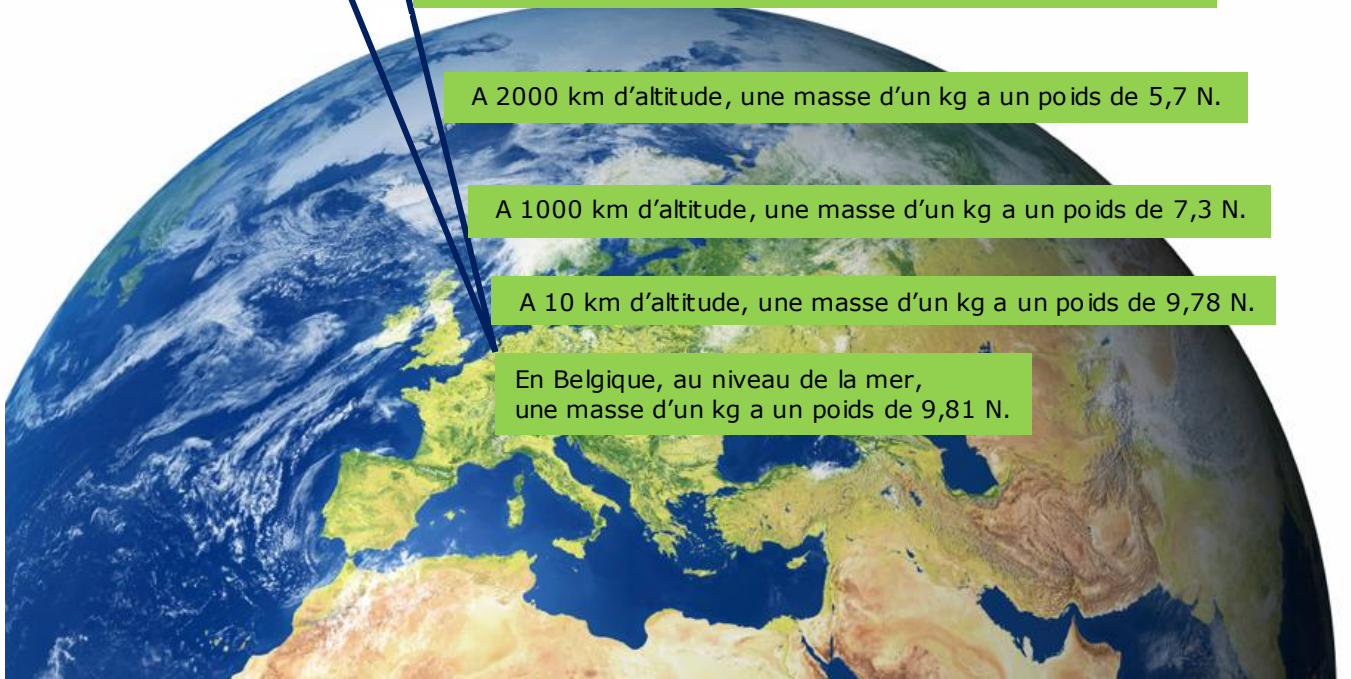 A 2000 km d’altitude, une masse d’un kg a un poids de 5,7 N.
A 1000 km d’altitude, une masse d’un kg a un poids de 7,3 N.
A 10 km d’altitude, une masse d’un kg a un poids de 9,78 N.
En Belgique, au niveau de la mer,
une masse d’un kg a un poids de 9,81 N.